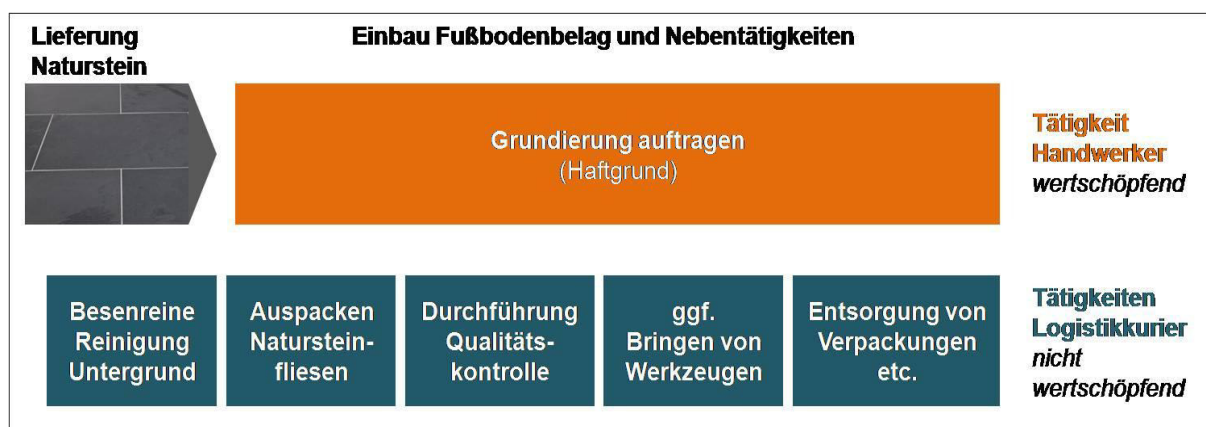 Lieferung
Naturstein
Einbau Fußbodenbelag und Nebentätigkeiten
Grundierung auftragen
(Haftgrund)
Tätigkeit
Handwerker
wertschöpfend
Besenreine
Reinigung
Untergrund
Auspacken
Naturstein-
fliesen
Durchführung
Qualitäts-
kontrolle
ggf.
Bringen von
Werkzeugen
Entsorgung von
Verpackungen
etc.
Tätigkeiten
Logistikkurier
nicht
wertschöpfend